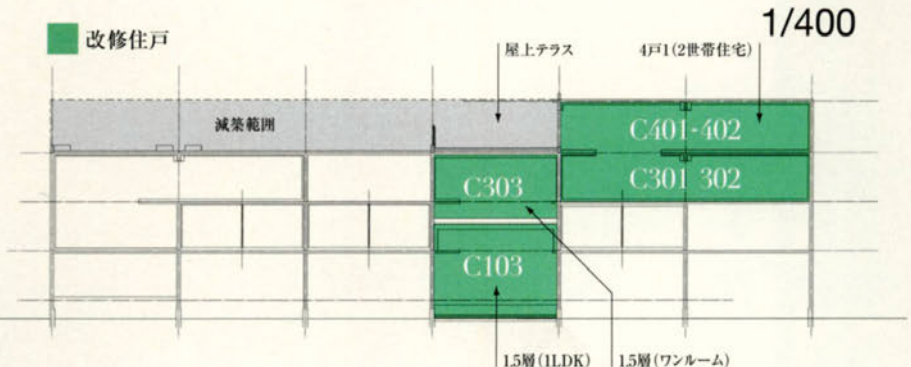 1/400
改修住戸
屋上テラス
4戸1(2世帯住宅)
減築範囲
C401-402
C303
C301 302
C103
1.5層(1LDK)
1.5層(ワンルーム)